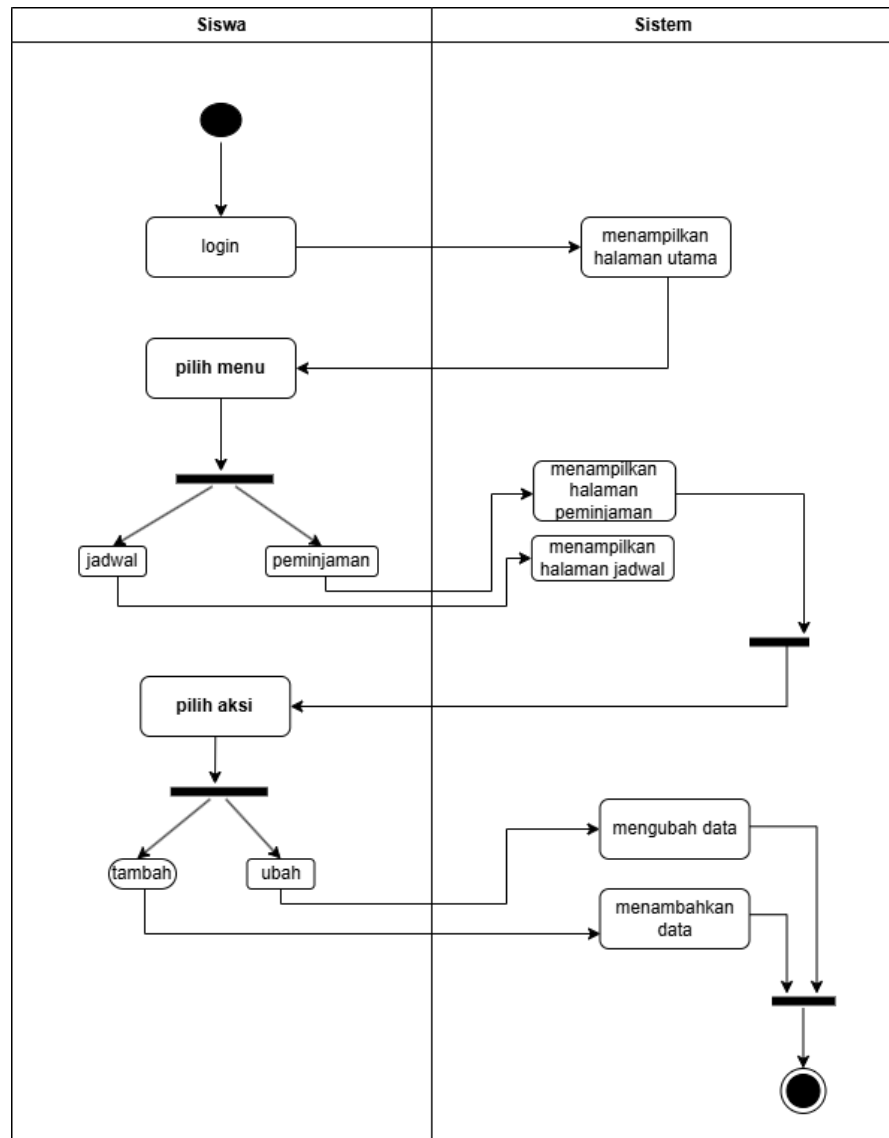 Siswa
Sistem
login
menampilkan
halaman utama
pilih menu
menampilkan
halaman
peminjaman
jadwal
peminjaman
menampilkan
halaman jadwal
pilih aksi
mengubah data
tambah
ubah
menambahkan
data